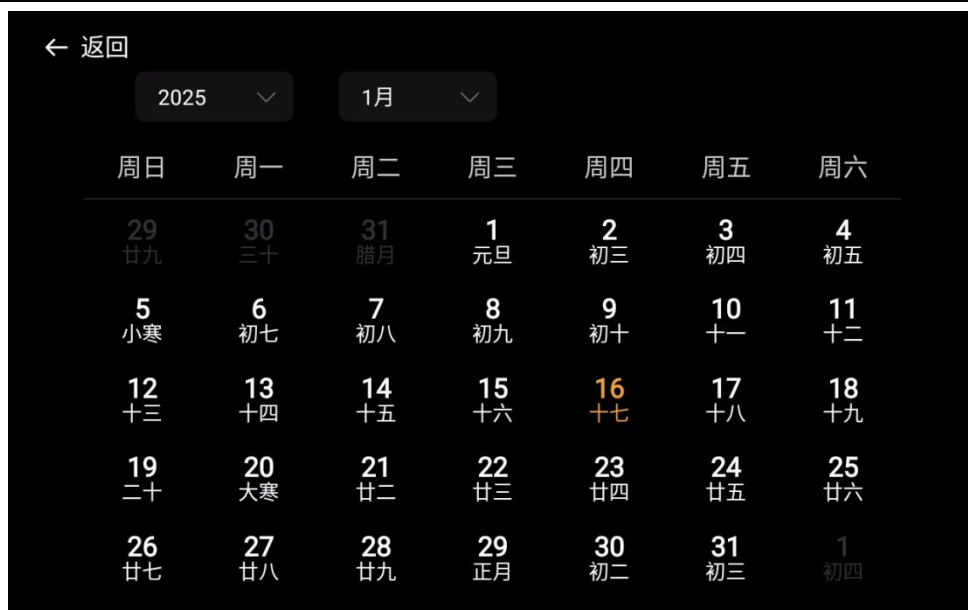 ← 返回
2025 1月
周日 周一 周二 周三 周四 周五 周六
29 30 31 1 2 3 4
廿九 三十 腊月 元旦 初三 初四 初五
5 6 7 8 9 10 11
小寒 初七 初八 初九 初十 十一 十二
12 13 14 15 16 17 18
十三 十四 十五 十六 十七 十八 十九
19 20 21 22 23 24 25
二十 大寒 廿二 廿三 廿四 廿五 廿六
26 27 28 29 30 31 1
廿七 廿八 廿九 正月 初二 初三 初四